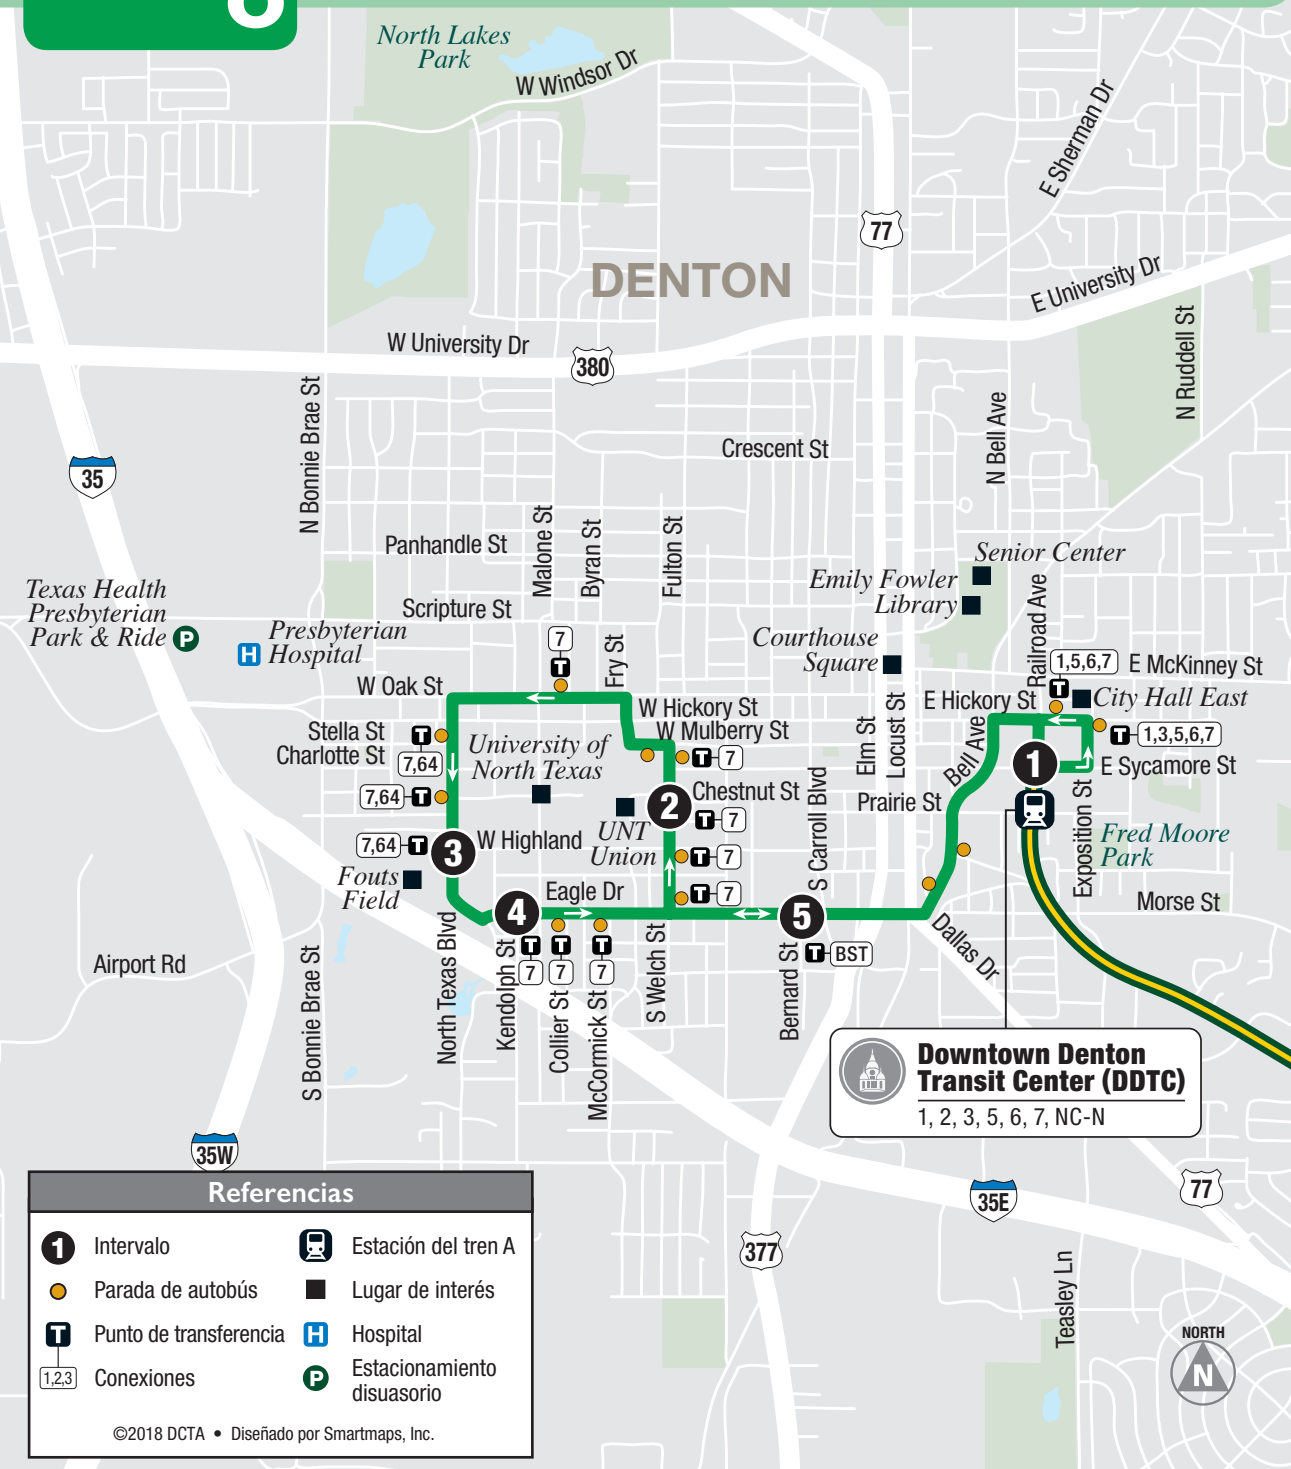 North Lakes
Park
W Windsor Dr
E Sherman Dr
77
DENTON
E University Dr
W University Dr
380
N Ruddell St
N Bonnie Brae St
N Bell Ave
Crescent St
35
Panhandle St
Malone St
Byran St
Fulton St
Senior Center
Emily Fowler
Library
Texas Health
Presbyterian
Park & Ride
P
Scripture St
H
Presbyterian
Hospital
Courthouse
Square
Railroad Ave
7
T
Fry St
1,5,6,7
T
E McKinney St
W Oak St
City Hall East
W Hickory St
E Hickory St
Stella St
T
Charlotte St
7,64
W Mulberry St
T
7
T
1,3,5,6,7
University of
North Texas
Elm St
Locust St
Bell Ave
1
E Sycamore St
7,64
T
2
Chestnut St
T
7
Prairie St
S Carroll Blvd
Exposition St
Fred Moore
Park
UNT
Union
T
7
7,64
T
3
W Highland
Fouts
Field
T
7
Eagle Dr
4
5
Morse St
T
7
T
7
T
7
T
BST
Dallas Dr
Airport Rd
S Bonnie Brae St
North Texas Blvd
Kendolph St
Collier St
McCormick St
S Welch St
Bernard St
Downtown Denton
Transit Center (DDTC)
1, 2, 3, 5, 6, 7, NC-N
35W
35E
77
377
Teasley Ln
Referencias
1
Intervalo
Estación del tren A
Parada de autobús
Lugar de interés
T
Punto de transferencia
H
Hospital
1,2,3
Conexiones
P
Estacionamiento
disuasorio
©2018 DCTA • Diseñado por Smartmaps, Inc.
NORTH
N